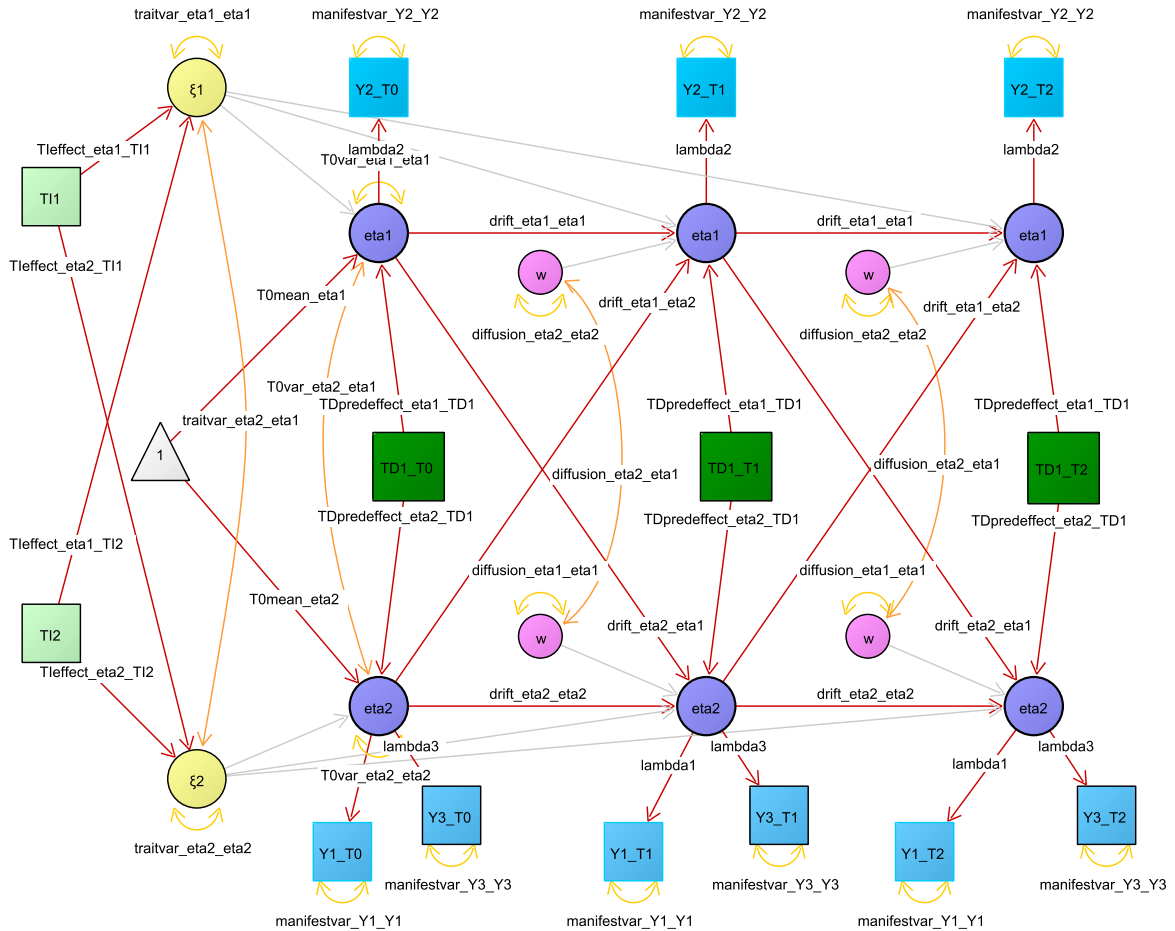 traitvar_eta1_eta1 manifestvar_Y2_Y2 manifestvar_Y2_Y2 manifestvar_Y2_Y2
ξ1 Y2_T0 Y2_T1 Y2_T2
TIeffect_eta1_TI1 lambda2 lambda2 lambda2
T0var_eta1_eta1
TI1
drift_eta1_eta1 drift_eta1_eta1
eta1 eta1 eta1
TIeffect_eta2_TI1 w w
T0mean_eta1 drift_eta1_eta2 drift_eta1_eta2
diffusion_eta2_eta2 diffusion_eta2_eta2
T0var_eta2_eta1
TDpredeffect_eta1_TD1 TDpredeffect_eta1_TD1 TDpredeffect_eta1_TD1
traitvar_eta2_eta1
1
TD1_T0 diffusion_eta2_eta1 TD1_T1 diffusion_eta2_eta1 TD1_T2
TDpredeffect_eta2_TD1 TDpredeffect_eta2_TD1 TDpredeffect_eta2_TD1
TIeffect_eta1_TI2
diffusion_eta1_eta1 diffusion_eta1_eta1
T0mean_eta2
TI2 w drift_eta2_eta1 w drift_eta2_eta1
TIeffect_eta2_TI2
drift_eta2_eta2 drift_eta2_eta2
eta2 eta2 eta2
lambda3 lambda3 lambda3
lambda1 lambda1
ξ2 T0var_eta2_eta2
Y3_T0 Y3_T1 Y3_T2
traitvar_eta2_eta2 Y1_T0 Y1_T1 Y1_T2
manifestvar_Y3_Y3 manifestvar_Y3_Y3 manifestvar_Y3_Y3
manifestvar_Y1_Y1 manifestvar_Y1_Y1 manifestvar_Y1_Y1